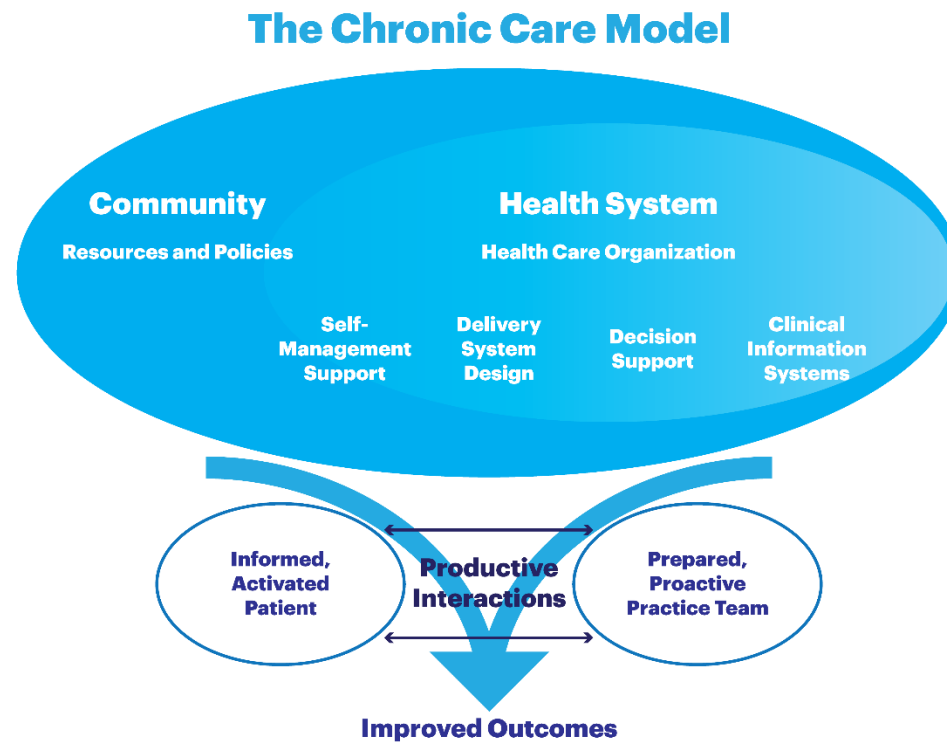 The Chronic Care Model
Community
Resources and Policies
Health System
Health Care Organization
Self-
Management
Support
Delivery
System
Design
Decision
Support
Clinical
Information
Systems
Informed,
Activated
Patient
Productive
Interactions
Prepared,
Proactive
Practice Team
Improved Outcomes